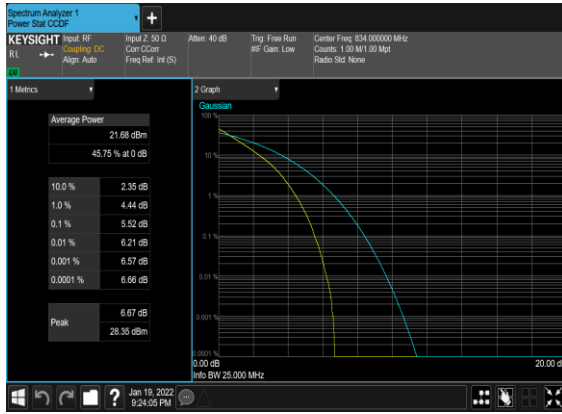 Spectrum Analyzer 1
Power Stat CCDF
+
KEYSIGHT
RL
Input: RF
Coupling: DC
Align: Auto
Input Z: 50 Ω
Corr CCorr
Freq Ref: Int (S)
Atten: 40 dB
Trig: Free Run
#IF Gain: Low
Center Freq: 834.000000 MHz
Counts: 1.00 M/1.00 Mpt
Radio Std: None
1 Metrics
Average Power
21.68 dBm
45.75 % at 0 dB
10.0 % 2.35 dB
1.0 % 4.44 dB
0.1 % 5.52 dB
0.01 % 6.21 dB
0.001 % 6.57 dB
0.0001 % 6.66 dB
Peak
6.67 dB
28.35 dBm
2 Graph
Gaussian
100 %
10 %
1 %
0.1 %
0.01 %
0.001 %
0.0001 %
0.00 dB
20.00 dB
Info BW 25.000 MHz
?
Jan 19, 2022
9:24:05 PM